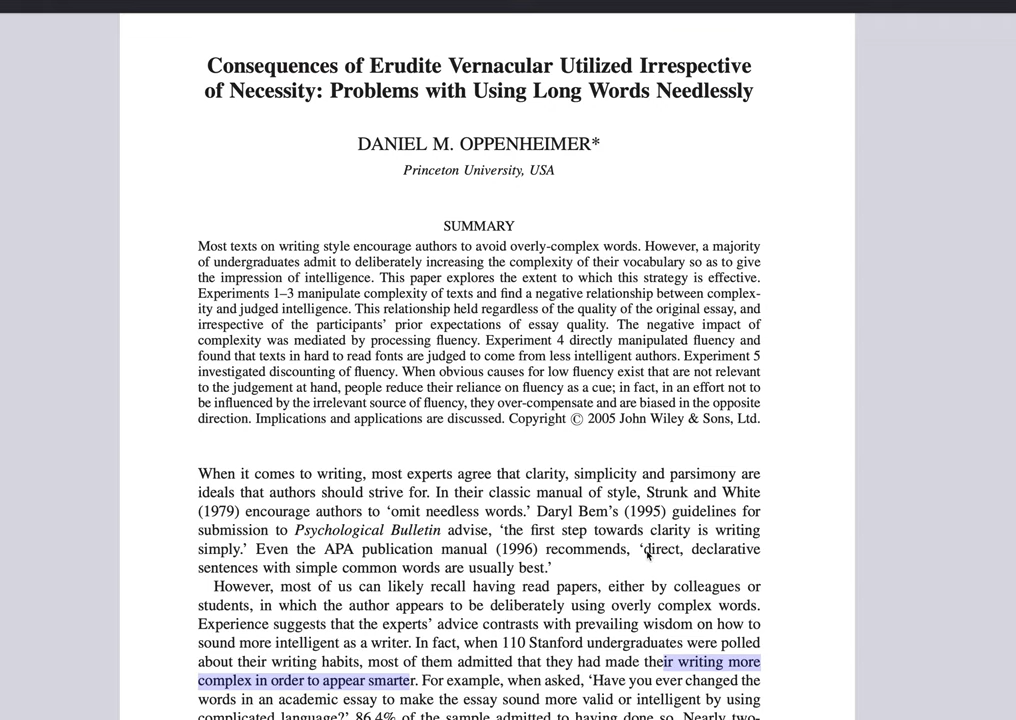 Consequences of Erudite Vernacular Utilized Irrespective
of Necessity: Problems with Using Long Words Needlessly
DANIEL M. OPPENHEIMER*
Princeton University, USA
SUMMARY
Most texts on writing style encourage authors to avoid overly-complex words. However, a majority
of undergraduates admit to deliberately increasing the complexity of their vocabulary so as to give
the impression of intelligence. This paper explores the extent to which this strategy is effective.
Experiments 1–3 manipulate complexity of texts and find a negative relationship between complex-
ity and judged intelligence. This relationship held regardless of the quality of the original essay, and
irrespective of the participants' prior expectations of essay quality. The negative impact of
complexity was mediated by processing fluency. Experiment 4 directly manipulated fluency and
found that texts in hard to read fonts are judged to come from less intelligent authors. Experiment 5
investigated discounting of fluency. When obvious causes for low fluency exist that are not relevant
to the judgement at hand, people reduce their reliance on fluency as a cue; in fact, in an effort not to
be influenced by the irrelevant source of fluency, they over-compensate and are biased in the opposite
direction. Implications and applications are discussed. Copyright © 2005 John Wiley & Sons, Ltd.
When it comes to writing, most experts agree that clarity, simplicity and parsimony are
ideals that authors should strive for. In their classic manual of style, Strunk and White
(1979) encourage authors to 'omit needless words.' Daryl Bem's (1995) guidelines for
submission to Psychological Bulletin advise, 'the first step towards clarity is writing
simply.' Even the APA publication manual (1996) recommends, 'direct, declarative
sentences with simple common words are usually best.'
However, most of us can likely recall having read papers, either by colleagues or
students, in which the author appears to be deliberately using overly complex words.
Experience suggests that the experts' advice contrasts with prevailing wisdom on how to
sound more intelligent as a writer. In fact, when 110 Stanford undergraduates were polled
about their writing habits, most of them admitted that they had made their writing more
complex in order to appear smarter. For example, when asked, 'Have you ever changed the
words in an academic essay to make the essay sound more valid or intelligent by using
complicated language?' 86.4% of the sample admitted to having done so. Nearly two-